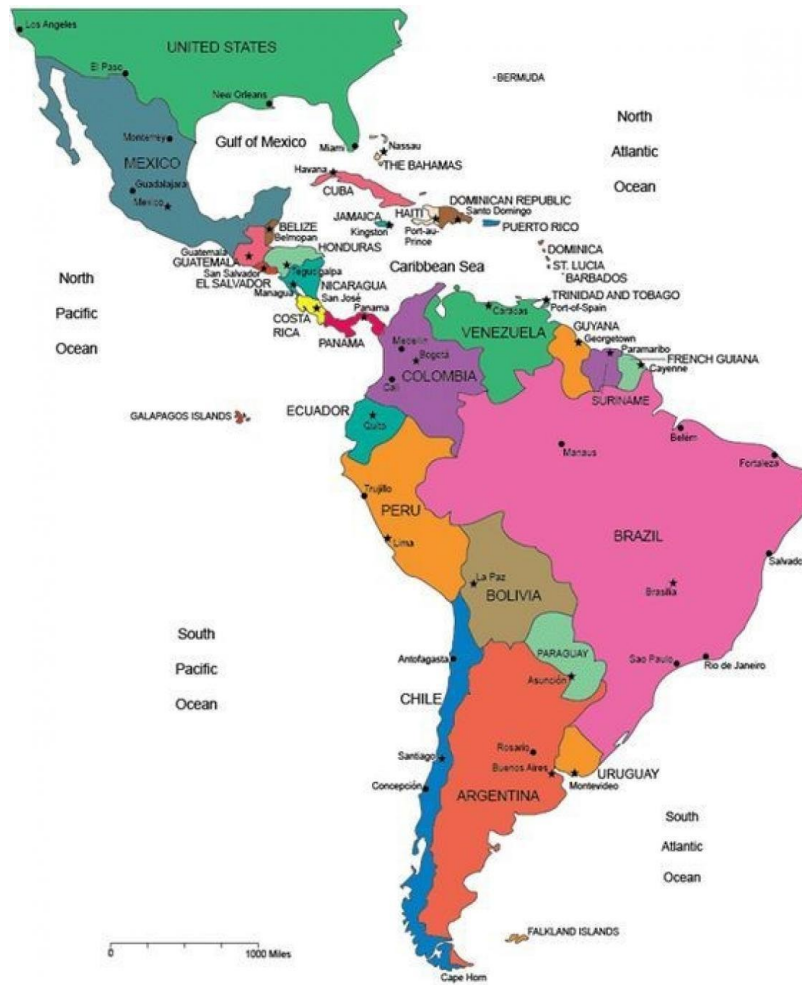 Los Angeles
UNITED STATES
El Paso
New Orleans
BERMUDA
North
Atlantic
Ocean
Monterrey
Gulf of Mexico
Miami
Nassau
THE BAHAMAS
MEXICO
Guadalajara
Mexico
Havana
CUBA
DOMINICAN REPUBLIC
HAITI
Santo Domingo
JAMAICA
Kingston
Port-au-
Prince
PUERTO RICO
BELIZE
Belmopan
HONDURAS
Guatemala
GUATEMALA
Tegucigalpa
San Salvador
EL SALVADOR
NICARAGUA
Managua
San José
COSTA
RICA
Panama
PANAMA
Caribbean Sea
DOMINICA
ST. LUCIA
BARBADOS
TRINIDAD AND TOBAGO
Port-of-Spain
North
Pacific
Ocean
Caracas
VENEZUELA
GUYANA
Georgetown
Paramaribo
FRENCH GUIANA
Cayenne
SURINAME
Medellín
Bogotá
COLOMBIA
Cali
GALAPAGOS ISLANDS
ECUADOR
Quito
Manaus
Belém
Fortaleza
Trujillo
PERU
Lima
BRAZIL
Salvador
La Paz
BOLIVIA
Brasília
South
Pacific
Ocean
PARAGUAY
Asunción
Antofagasta
Sao Paulo
Rio de Janeiro
CHILE
Santiago
Rosario
Buenos Aires
URUGUAY
Montevideo
Concepción
ARGENTINA
South
Atlantic
Ocean
FALKLAND ISLANDS
0
1000 Miles
Cape Horn